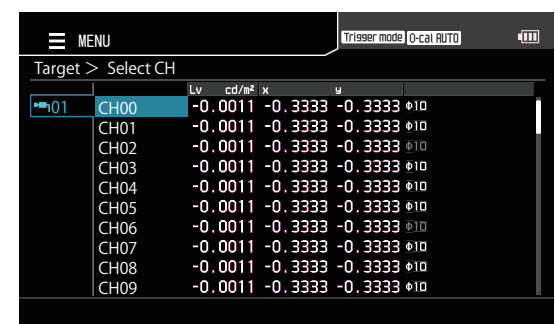 MENU Trigger mode 0-cal AUTO
Target > Select CH
Lv cd/m² x y
01 CH00 -0.0011 -0.3333 -0.3333 Φ10
CH01 -0.0011 -0.3333 -0.3333 Φ10
CH02 -0.0011 -0.3333 -0.3333 Φ10
CH03 -0.0011 -0.3333 -0.3333 Φ10
CH04 -0.0011 -0.3333 -0.3333 Φ10
CH05 -0.0011 -0.3333 -0.3333 Φ10
CH06 -0.0011 -0.3333 -0.3333 Φ10
CH07 -0.0011 -0.3333 -0.3333 Φ10
CH08 -0.0011 -0.3333 -0.3333 Φ10
CH09 -0.0011 -0.3333 -0.3333 Φ10